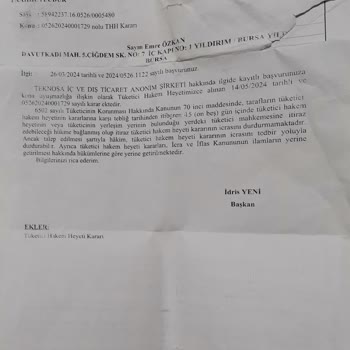 Sayı : 58942237.16.0526/0005480
Konu : 052620240001729 nolu THH Kararı
Sayın Emre ÖZKAN
DAVUTKADI MAH. 5.ÇİĞDEM SK. NO: 7 İÇ KAPI NO: 1 YILDIRIM / BURSA
BURSA
İlgi: 26/03/2024 tarihli ve 2024/0526.1122 sayılı başvurunuz.
TEKNOSA İÇ VE DIŞ TİCARET ANONİM ŞİRKETİ hakkında ilgide kayıtlı başvurunuza
konu uyuşmazlığa ilişkin olarak Tüketici Hakem Heyetimizce alınan 14/05/2024 tarihli ve
052620240001729 sayılı karar ektedir.
6502 sayılı Tüketicinin Korunması Hakkında Kanunun 70 inci maddesinde, tarafların tüketici
hakem heyetinin kararlarına karşı tebliğ tarihinden itibaren 15 (on beş) gün içinde tüketici hakem
heyetinin veya tüketicinin yerleşim yerinin bulunduğu yerdeki tüketici mahkemesine itiraz
edebileceği hükme bağlanmış olup itiraz tüketici hakem heyeti kararının icrasını durdurmamaktadır.
Ancak talep edilmesi şartıyla hâkim, tüketici hakem heyeti kararının icrasını tedbir yoluyla
durdurabilir. Ayrıca tüketici hakem heyeti kararları, İcra ve İflas Kanununun ilamların yerine
getirilmesi hakkında hükümlerine göre yerine getirilmektedir.
Bilgilerinizi rica ederim.
İdris YENİ
Başkan
EKLER:
Tüketici Hakem Heyeti Kararı